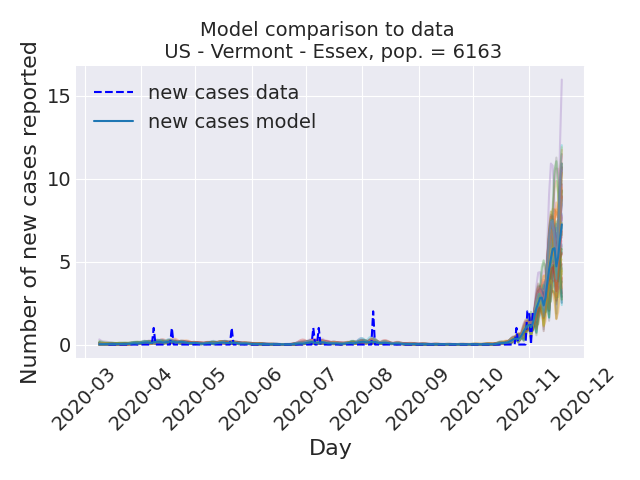 Model comparison to data
US - Vermont - Essex, pop. = 6163
Number of new cases reported
15
10
5
0
new cases data
new cases model
2020-03
2020-04
2020-05
2020-06
2020-07
2020-08
2020-09
2020-10
2020-11
2020-12
Day